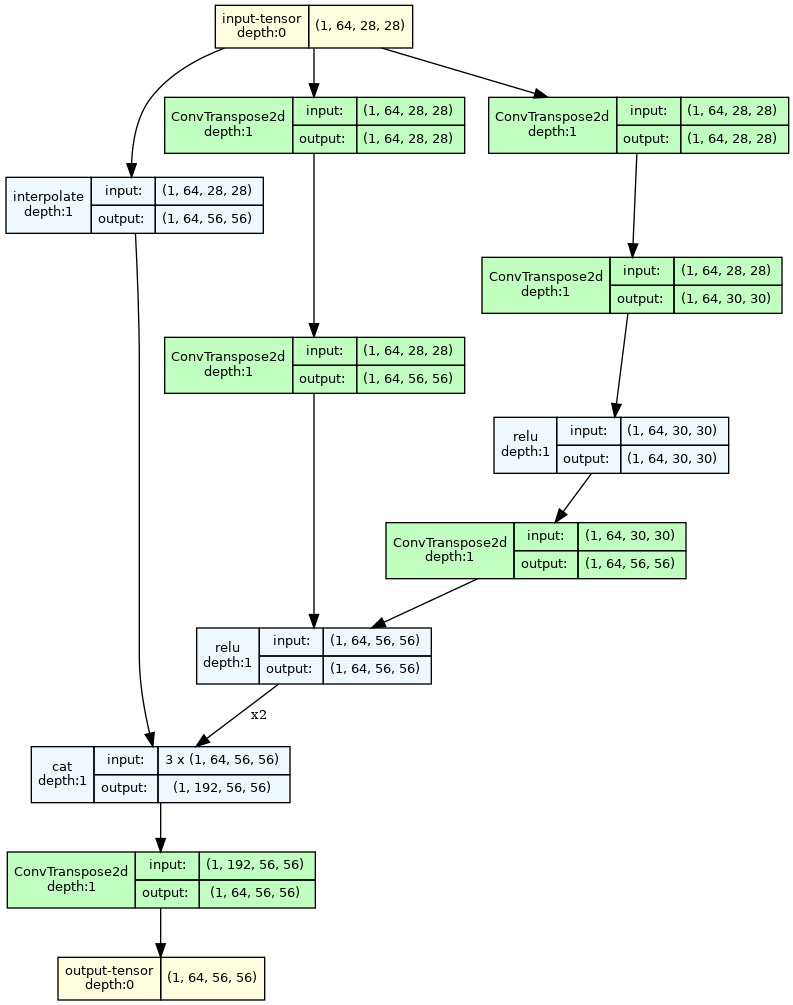 input-tensor
depth:0
(1, 64, 28, 28)
ConvTranspose2d
depth:1
input:
(1, 64, 28, 28)
output:
(1, 64, 28, 28)
ConvTranspose2d
depth:1
input:
(1, 64, 28, 28)
output:
(1, 64, 28, 28)
interpolate
depth:1
input:
(1, 64, 28, 28)
output:
(1, 64, 56, 56)
ConvTranspose2d
depth:1
input:
(1, 64, 28, 28)
output:
(1, 64, 30, 30)
ConvTranspose2d
depth:1
input:
(1, 64, 28, 28)
output:
(1, 64, 56, 56)
relu
depth:1
input:
(1, 64, 30, 30)
output:
(1, 64, 30, 30)
ConvTranspose2d
depth:1
input:
(1, 64, 30, 30)
output:
(1, 64, 56, 56)
relu
depth:1
input:
(1, 64, 56, 56)
output:
(1, 64, 56, 56)
x2
cat
depth:1
input:
3 x (1, 64, 56, 56)
output:
(1, 192, 56, 56)
ConvTranspose2d
depth:1
input:
(1, 192, 56, 56)
output:
(1, 64, 56, 56)
output-tensor
depth:0
(1, 64, 56, 56)